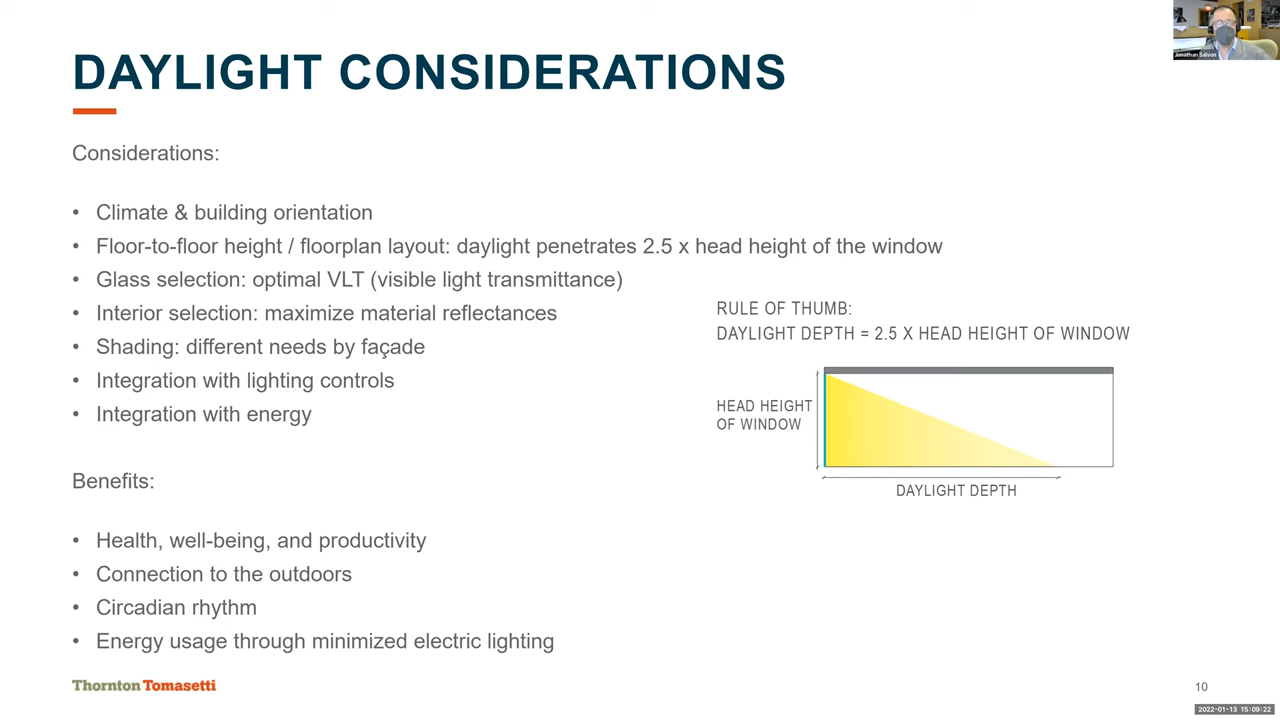 Jonathan Salvon
DAYLIGHT CONSIDERATIONS
Considerations:
• Climate & building orientation
• Floor-to-floor height / floorplan layout: daylight penetrates 2.5 x head height of the window
• Glass selection: optimal VLT (visible light transmittance)
• Interior selection: maximize material reflectances
• Shading: different needs by façade
• Integration with lighting controls
• Integration with energy
RULE OF THUMB:
DAYLIGHT DEPTH = 2.5 X HEAD HEIGHT OF WINDOW
HEAD HEIGHT
OF WINDOW
DAYLIGHT DEPTH
Benefits:
• Health, well-being, and productivity
• Connection to the outdoors
• Circadian rhythm
• Energy usage through minimized electric lighting
Thornton Tomasetti
10
2022-01-13 15:09:22